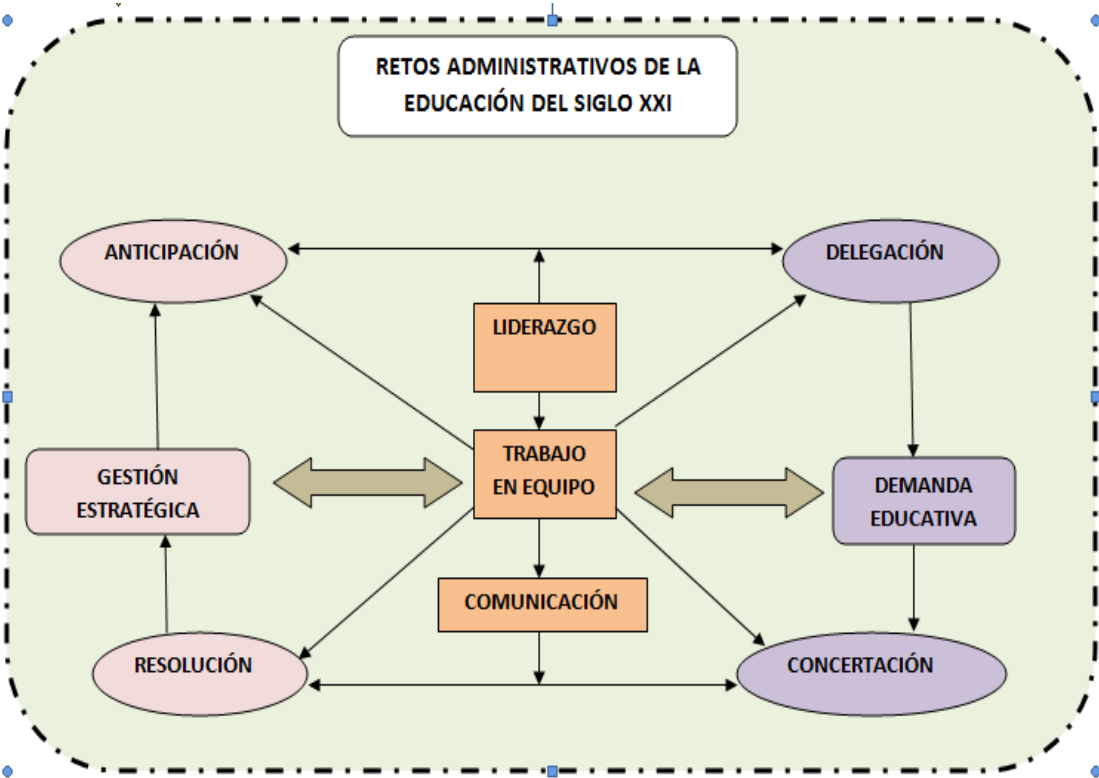 RETOS ADMINISTRATIVOS DE LA
EDUCACIÓN DEL SIGLO XXI
ANTICIPACIÓN
DELEGACIÓN
LIDERAZGO
TRABAJO
EN EQUIPO
GESTIÓN
ESTRATÉGICA
DEMANDA
EDUCATIVA
COMUNICACIÓN
RESOLUCIÓN
CONCERTACIÓN